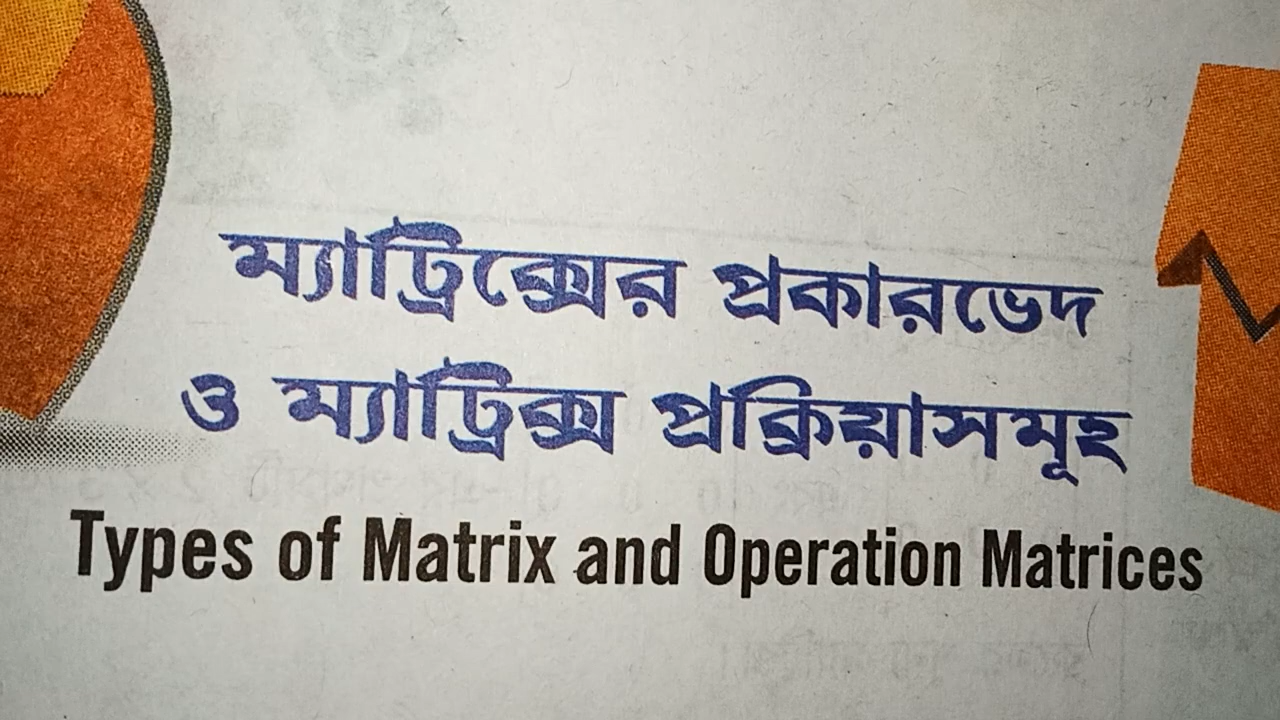 ম্যাট্রিক্সের প্রকারভেদ
ও ম্যাট্রিক্স প্রক্রিয়াসমূহ
Types of Matrix and Operation Matrices